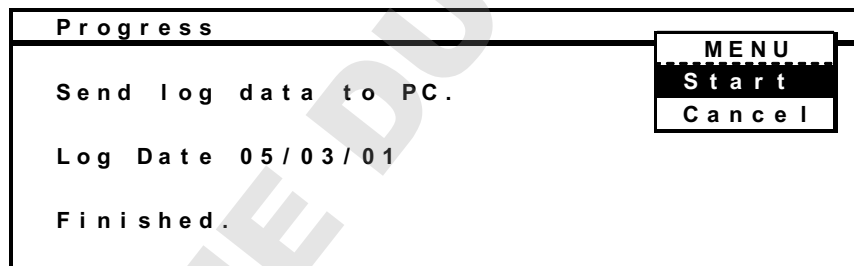 Progress
MENU
Start
Cancel
Send log data to PC.
Log Date 05/03/01
Finished.